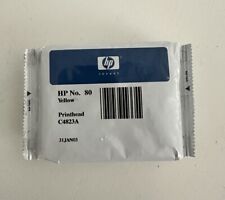 hp
invent
HP No. 80
Yellow
Printhead
C4823A
31JAN03